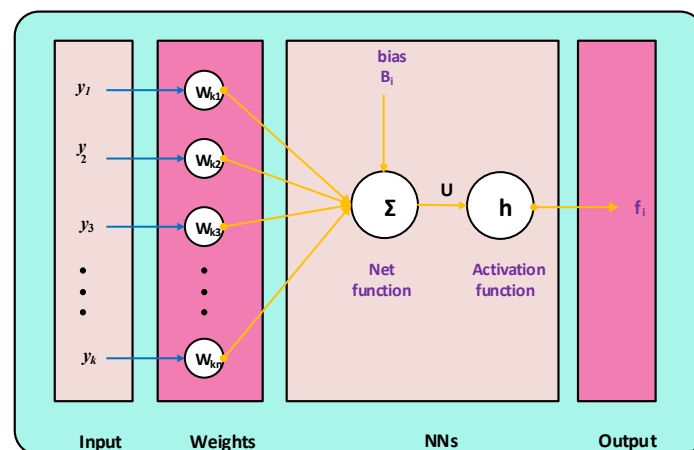 y1
Wk1
y2
Wk2
y3
Wk3
yk
Wkn
bias
Bi
Σ
U
h
fi
Net
function
Activation
function
Input
Weights
NNs
Output